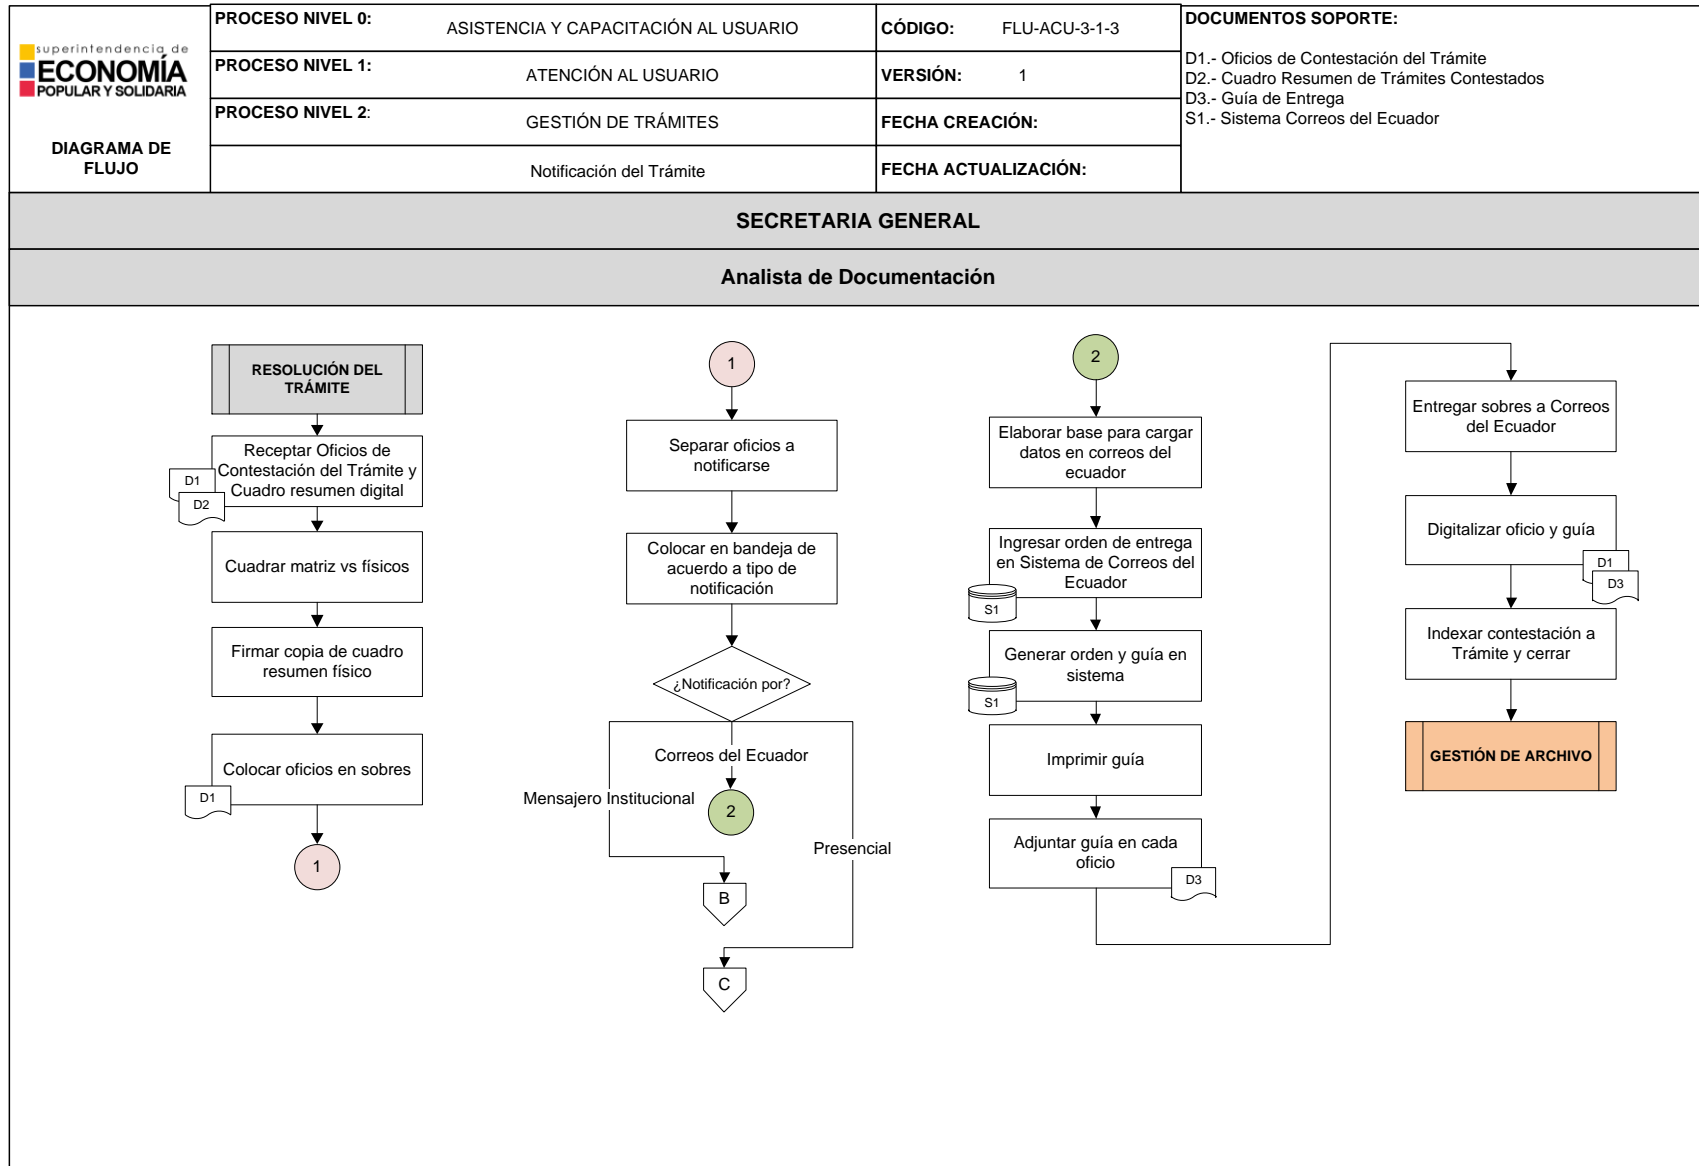 superintendencia de
ECONOMÍA
POPULAR Y SOLIDARIA
DIAGRAMA DE
FLUJO
PROCESO NIVEL 0:
ASISTENCIA Y CAPACITACIÓN AL USUARIO
PROCESO NIVEL 1:
ATENCIÓN AL USUARIO
PROCESO NIVEL 2:
GESTIÓN DE TRÁMITES
Notificación del Trámite
CÓDIGO: FLU-ACU-3-1-3
VERSIÓN: 1
FECHA CREACIÓN:
FECHA ACTUALIZACIÓN:
DOCUMENTOS SOPORTE:
D1.- Oficios de Contestación del Trámite
D2.- Cuadro Resumen de Trámites Contestados
D3.- Guía de Entrega
S1.- Sistema Correos del Ecuador
SECRETARIA GENERAL
Analista de Documentación
RESOLUCIÓN DEL
TRÁMITE
Receptar Oficios de
Contestación del Trámite y
Cuadro resumen digital
D1
D2
Cuadrar matriz vs físicos
Firmar copia de cuadro
resumen físico
Colocar oficios en sobres
D1
1
1
Separar oficios a
notificarse
Colocar en bandeja de
acuerdo a tipo de
notificación
¿Notificación por?
Correos del Ecuador
Mensajero Institucional
2
Presencial
B
C
2
Elaborar base para cargar
datos en correos del
ecuador
Ingresar orden de entrega
en Sistema de Correos del
Ecuador
S1
Generar orden y guía en
sistema
S1
Imprimir guía
Adjuntar guía en cada
oficio
D3
Entregar sobres a Correos
del Ecuador
Digitalizar oficio y guía
D1
D3
Indexar contestación a
Trámite y cerrar
GESTIÓN DE ARCHIVO